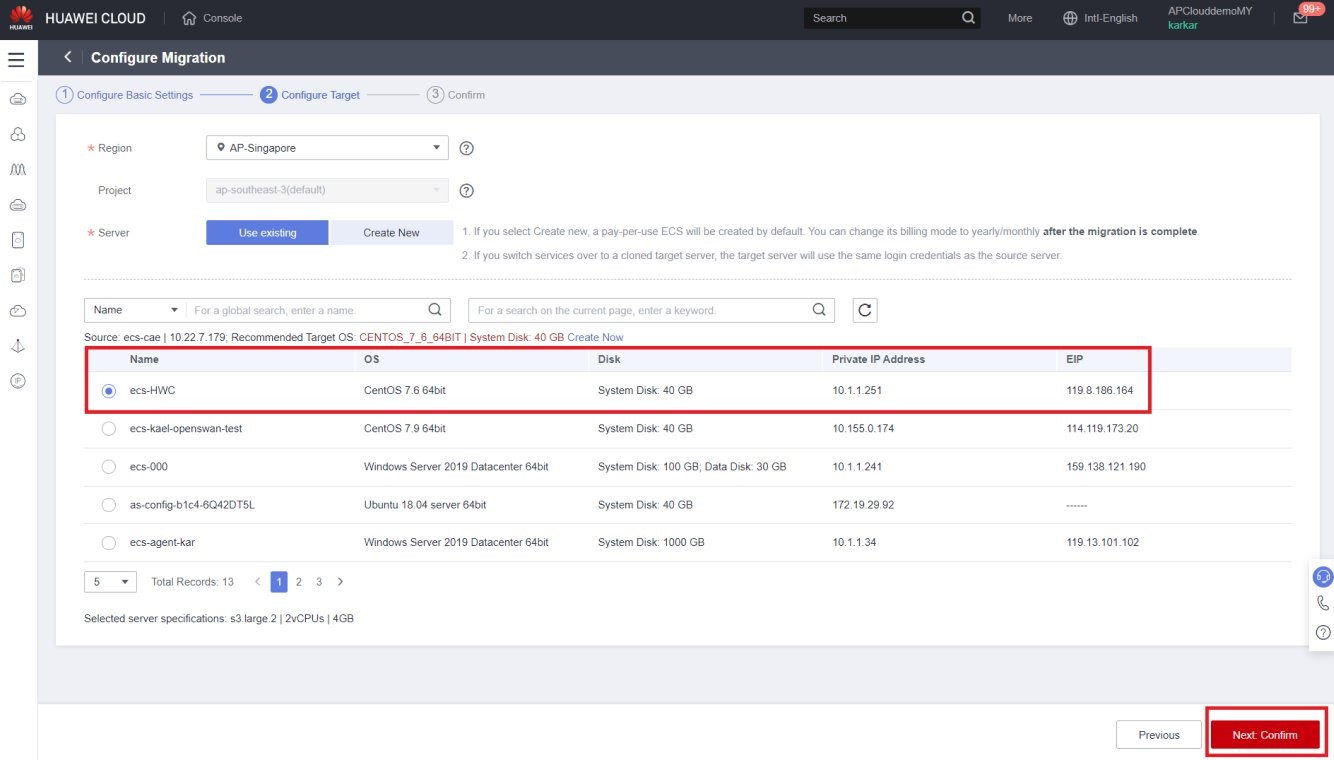 HUAWEI
HUAWEI CLOUD
Console
Search
More
Intl-English
APClouddemoMY
karkar
99+
Configure Migration
1 Configure Basic Settings
2 Configure Target
3 Confirm
* Region
AP-Singapore
Project
ap-southeast-3(default)
* Server
Use existing
Create New
1. If you select Create new, a pay-per-use ECS will be created by default. You can change its billing mode to yearly/monthly after the migration is complete.
2. If you switch services over to a cloned target server, the target server will use the same login credentials as the source server.
Name
For a global search, enter a name.
For a search on the current page, enter a keyword.
Source: ecs-cae | 10.22.7.179; Recommended Target OS: CENTOS_7_6_64BIT | System Disk: 40 GB Create Now
Name OS Disk Private IP Address EIP
ecs-HWC CentOS 7.6 64bit System Disk: 40 GB 10.1.1.251 119.8.186.164
ecs-kael-openswan-test CentOS 7.9 64bit System Disk: 40 GB 10.155.0.174 114.119.173.20
ecs-000 Windows Server 2019 Datacenter 64bit System Disk: 100 GB; Data Disk: 30 GB 10.1.1.241 159.138.121.190
as-config-b1c4-6Q42DT5L Ubuntu 18.04 server 64bit System Disk: 40 GB 172.19.29.92 ------
ecs-agent-kar Windows Server 2019 Datacenter 64bit System Disk: 1000 GB 10.1.1.34 119.13.101.102
5 Total Records: 13 < 1 2 3 >
Selected server specifications: s3.large.2 | 2vCPUs | 4GB
Previous
Next: Confirm